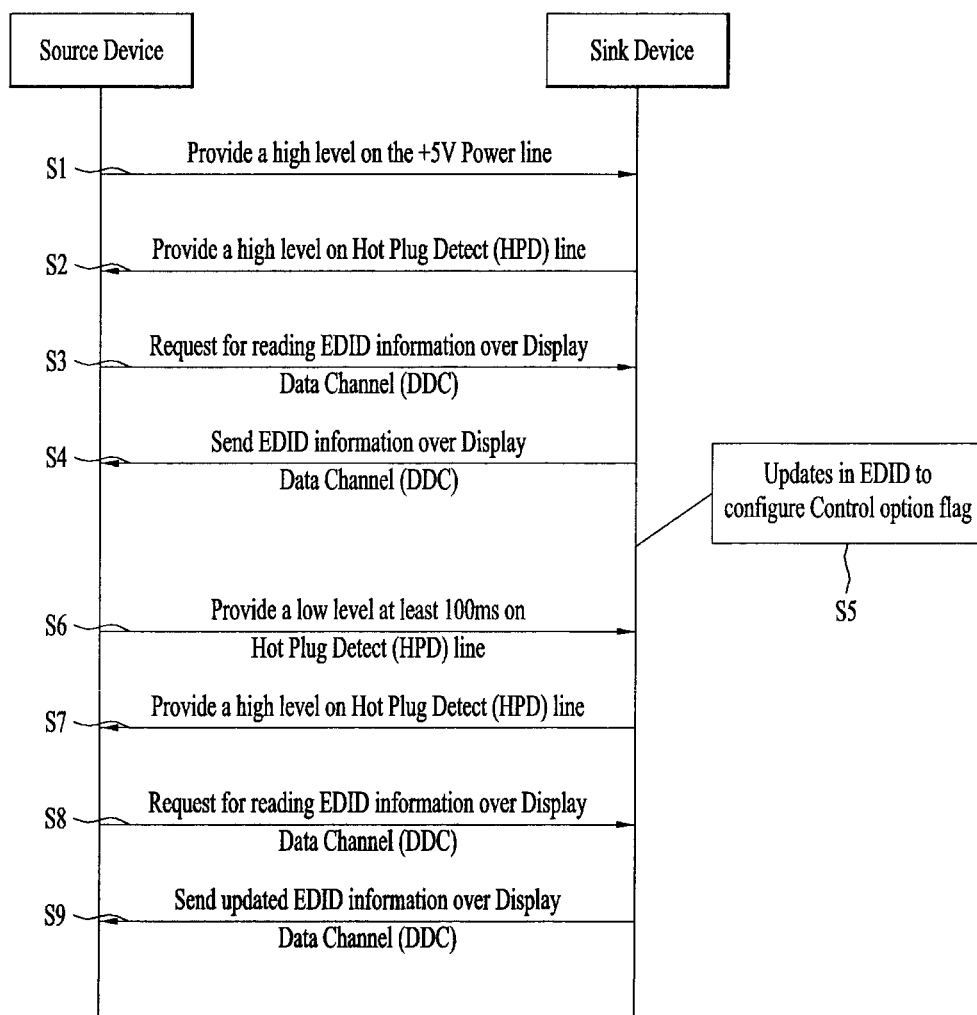 Source Device
Sink Device
S1
Provide a high level on the +5V Power line
S2
Provide a high level on Hot Plug Detect (HPD) line
S3
Request for reading EDID information over Display
Data Channel (DDC)
S4
Send EDID information over Display
Data Channel (DDC)
Updates in EDID to
configure Control option flag
S5
S6
Provide a low level at least 100ms on
Hot Plug Detect (HPD) line
S7
Provide a high level on Hot Plug Detect (HPD) line
S8
Request for reading EDID information over Display
Data Channel (DDC)
S9
Send updated EDID information over Display
Data Channel (DDC)